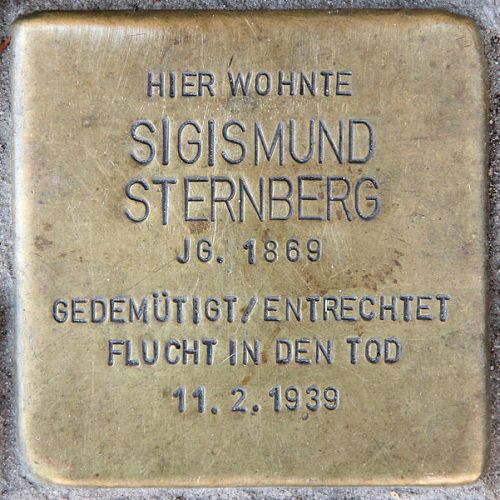 HIER WOHNTE
SIGISMUND
STERNBERG
JG. 1869
GEDEMÜTIGT/ENTRECHTET
FLUCHT IN DEN TOD
11.2.1939